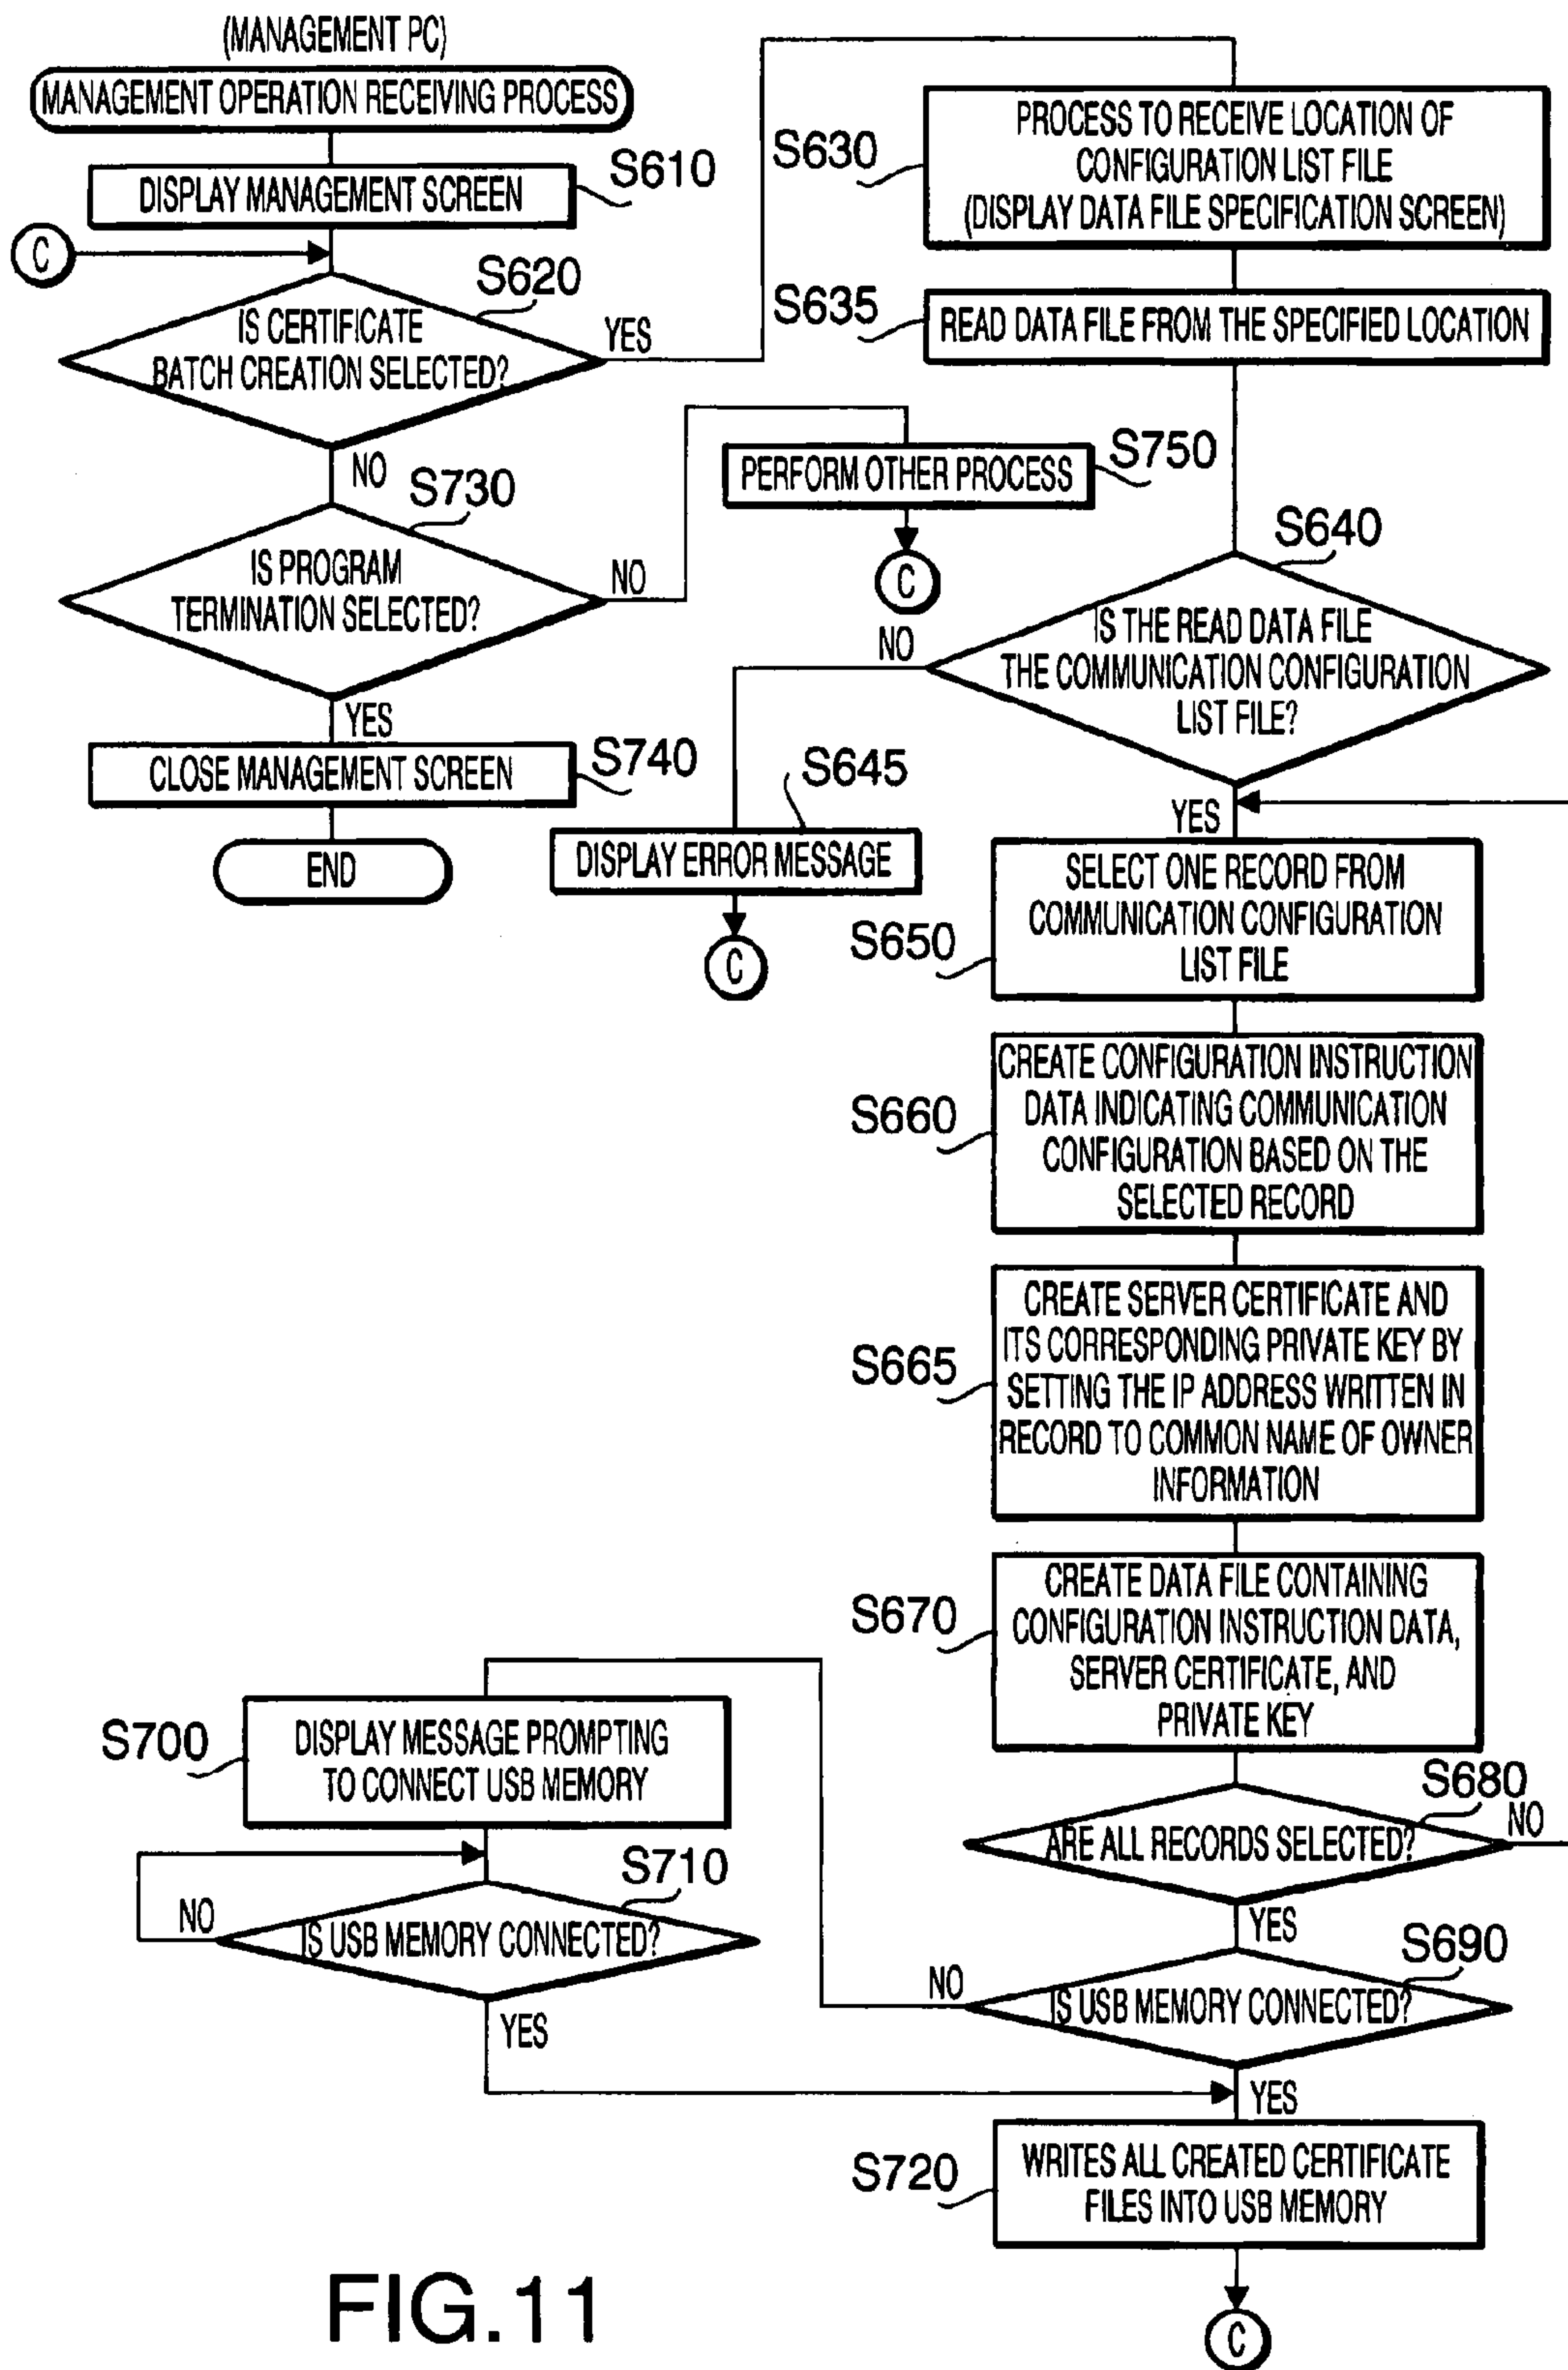 (MANAGEMENT PC)
MANAGEMENT OPERATION RECEIVING PROCESS
DISPLAY MANAGEMENT SCREEN
S610
C
S620
IS CERTIFICATE
BATCH CREATION SELECTED?
YES
NO
S730
IS PROGRAM
TERMINATION SELECTED?
NO
YES
CLOSE MANAGEMENT SCREEN
S740
END
PERFORM OTHER PROCESS
S750
C
S630
PROCESS TO RECEIVE LOCATION OF
CONFIGURATION LIST FILE
(DISPLAY DATA FILE SPECIFICATION SCREEN)
S635
READ DATA FILE FROM THE SPECIFIED LOCATION
S640
IS THE READ DATA FILE
THE COMMUNICATION CONFIGURATION
LIST FILE?
NO
S645
DISPLAY ERROR MESSAGE
C
YES
S650
SELECT ONE RECORD FROM
COMMUNICATION CONFIGURATION
LIST FILE
S660
CREATE CONFIGURATION INSTRUCTION
DATA INDICATING COMMUNICATION
CONFIGURATION BASED ON THE
SELECTED RECORD
S665
CREATE SERVER CERTIFICATE AND
ITS CORRESPONDING PRIVATE KEY BY
SETTING THE IP ADDRESS WRITTEN IN
RECORD TO COMMON NAME OF OWNER
INFORMATION
S670
CREATE DATA FILE CONTAINING
CONFIGURATION INSTRUCTION DATA,
SERVER CERTIFICATE, AND
PRIVATE KEY
S680
ARE ALL RECORDS SELECTED?
NO
YES
S690
IS USB MEMORY CONNECTED?
NO
YES
S700
DISPLAY MESSAGE PROMPTING
TO CONNECT USB MEMORY
S710
IS USB MEMORY CONNECTED?
NO
YES
S720
WRITES ALL CREATED CERTIFICATE
FILES INTO USB MEMORY
C
FIG.11